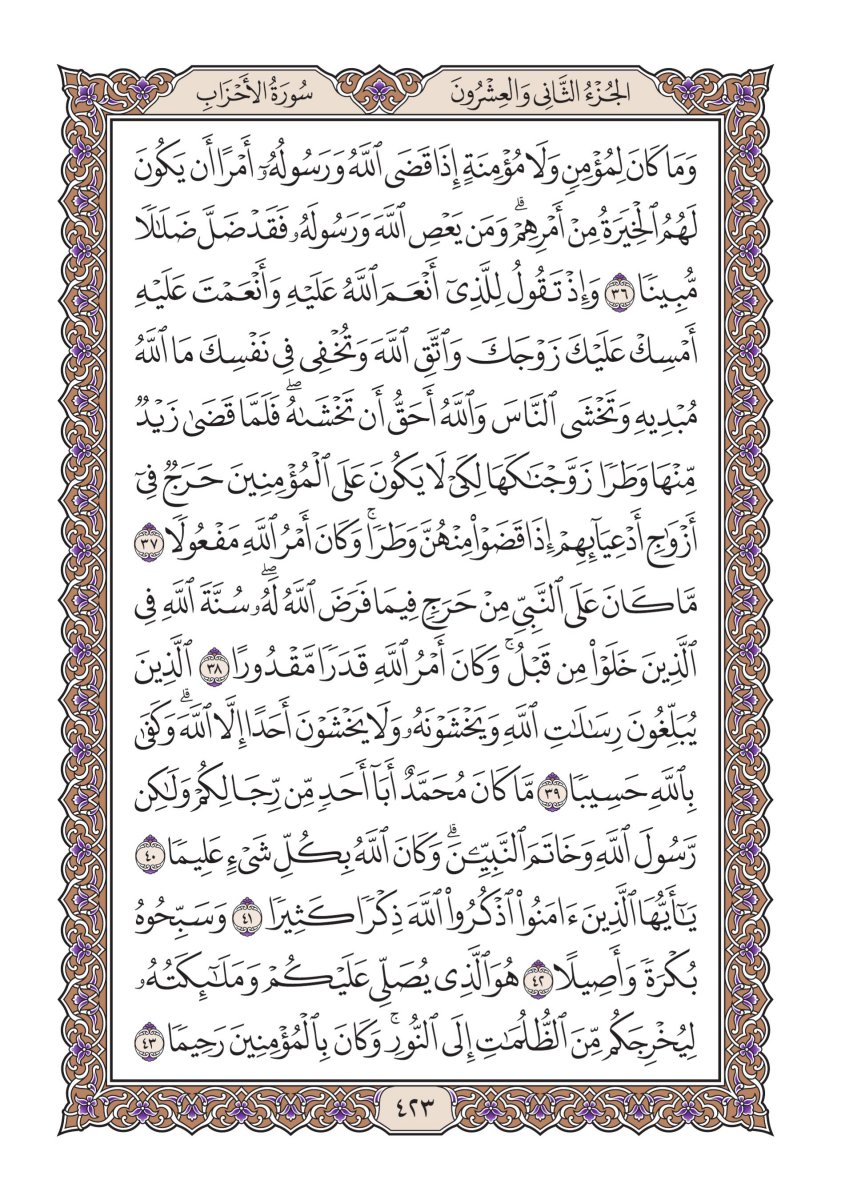 الجُزْءُ الثَّانِي وَالعِشْرُونَ
سُورَةُ الأَحْزَابِ
وَمَا كَانَ لِمُؤْمِنٍ وَلَا مُؤْمِنَةٍ إِذَا قَضَى ٱللَّهُ وَرَسُولُهُۥٓ أَمْرًا أَن يَكُونَ
لَهُمُ ٱلْخِيَرَةُ مِنْ أَمْرِهِمْۗ وَمَن يَعْصِ ٱللَّهَ وَرَسُولَهُۥ فَقَدْ ضَلَّ ضَلَٰلًا
مُّبِينًا ٣٦ وَإِذْ تَقُولُ لِلَّذِىٓ أَنْعَمَ ٱللَّهُ عَلَيْهِ وَأَنْعَمْتَ عَلَيْهِ
أَمْسِكْ عَلَيْكَ زَوْجَكَ وَٱتَّقِ ٱللَّهَ وَتُخْفِى فِى نَفْسِكَ مَا ٱللَّهُ
مُبْدِيهِ وَتَخْشَى ٱلنَّاسَ وَٱللَّهُ أَحَقُّ أَن تَخْشَىٰهُۖ فَلَمَّا قَضَىٰ زَيْدٌ
مِّنْهَا وَطَرًا زَوَّجْنَٰكَهَا لِكَىْ لَا يَكُونَ عَلَى ٱلْمُؤْمِنِينَ حَرَجٌ فِىٓ
أَزْوَٰجِ أَدْعِيَآئِهِمْ إِذَا قَضَوْا۟ مِنْهُنَّ وَطَرًاۚ وَكَانَ أَمْرُ ٱللَّهِ مَفْعُولًا ٣٧
مَّا كَانَ عَلَى ٱلنَّبِىِّ مِنْ حَرَجٍ فِيمَا فَرَضَ ٱللَّهُ لَهُۥۖ سُنَّةَ ٱللَّهِ فِى
ٱلَّذِينَ خَلَوْا۟ مِن قَبْلُۚ وَكَانَ أَمْرُ ٱللَّهِ قَدَرًا مَّقْدُورًا ٣٨ ٱلَّذِينَ
يُبَلِّغُونَ رِسَٰلَٰتِ ٱللَّهِ وَيَخْشَوْنَهُۥ وَلَا يَخْشَوْنَ أَحَدًا إِلَّا ٱللَّهَۗ وَكَفَىٰ
بِٱللَّهِ حَسِيبًا ٣٩ مَّا كَانَ مُحَمَّدٌ أَبَآ أَحَدٍ مِّن رِّجَالِكُمْ وَلَٰكِن
رَّسُولَ ٱللَّهِ وَخَاتَمَ ٱلنَّبِيِّـۧنَۗ وَكَانَ ٱللَّهُ بِكُلِّ شَىْءٍ عَلِيمًا ٤٠
يَٰٓأَيُّهَا ٱلَّذِينَ ءَامَنُوا۟ ٱذْكُرُوا۟ ٱللَّهَ ذِكْرًا كَثِيرًا ٤١ وَسَبِّحُوهُ
بُكْرَةً وَأَصِيلًا ٤٢ هُوَ ٱلَّذِى يُصَلِّى عَلَيْكُمْ وَمَلَٰٓئِكَتُهُۥ
لِيُخْرِجَكُم مِّنَ ٱلظُّلُمَٰتِ إِلَى ٱلنُّورِۚ وَكَانَ بِٱلْمُؤْمِنِينَ رَحِيمًا ٤٣
٤٢٣